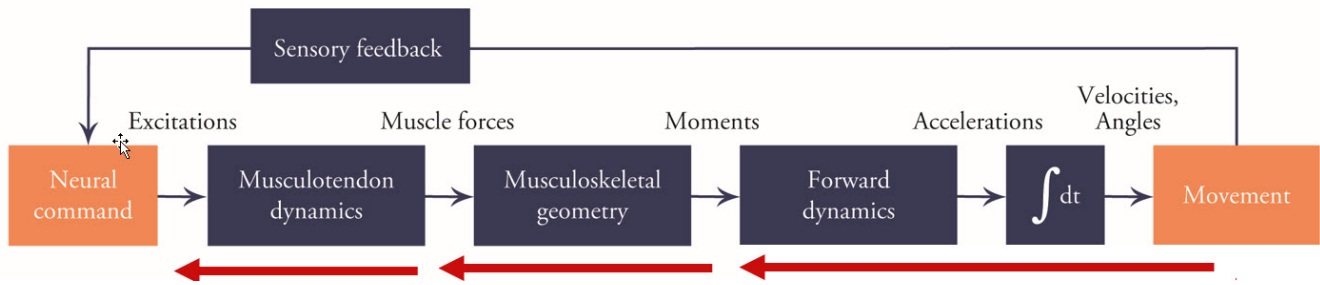 Sensory feedback
Velocities,
Angles
Excitations
Muscle forces
Moments
Accelerations
Neural
command
Musculotendon
dynamics
Musculoskeletal
geometry
Forward
dynamics
∫ dt
Movement